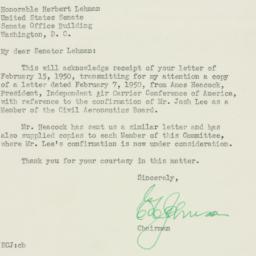 Honorable Herbert Lehman
United States Senate
Senate Office Building
Washington, D. C.
My dear Senator Lehman:
This will acknowledge receipt of your letter of
February 15, 1950, transmitting for my attention a copy
of a letter dated February 7, 1950, from Amos Heacock,
President, Independent Air Carrier Conference of America,
with reference to the confirmation of Mr. Josh Lee as a
Member of the Civil Aeronautics Board.
Mr. Heacock has sent us a similar letter and has
also supplied copies to each Member of this Committee,
where Mr. Lee's confirmation is now under consideration.
Thank you for your courtesy in this matter.
Sincerely,
Chairman
ECJ:cb